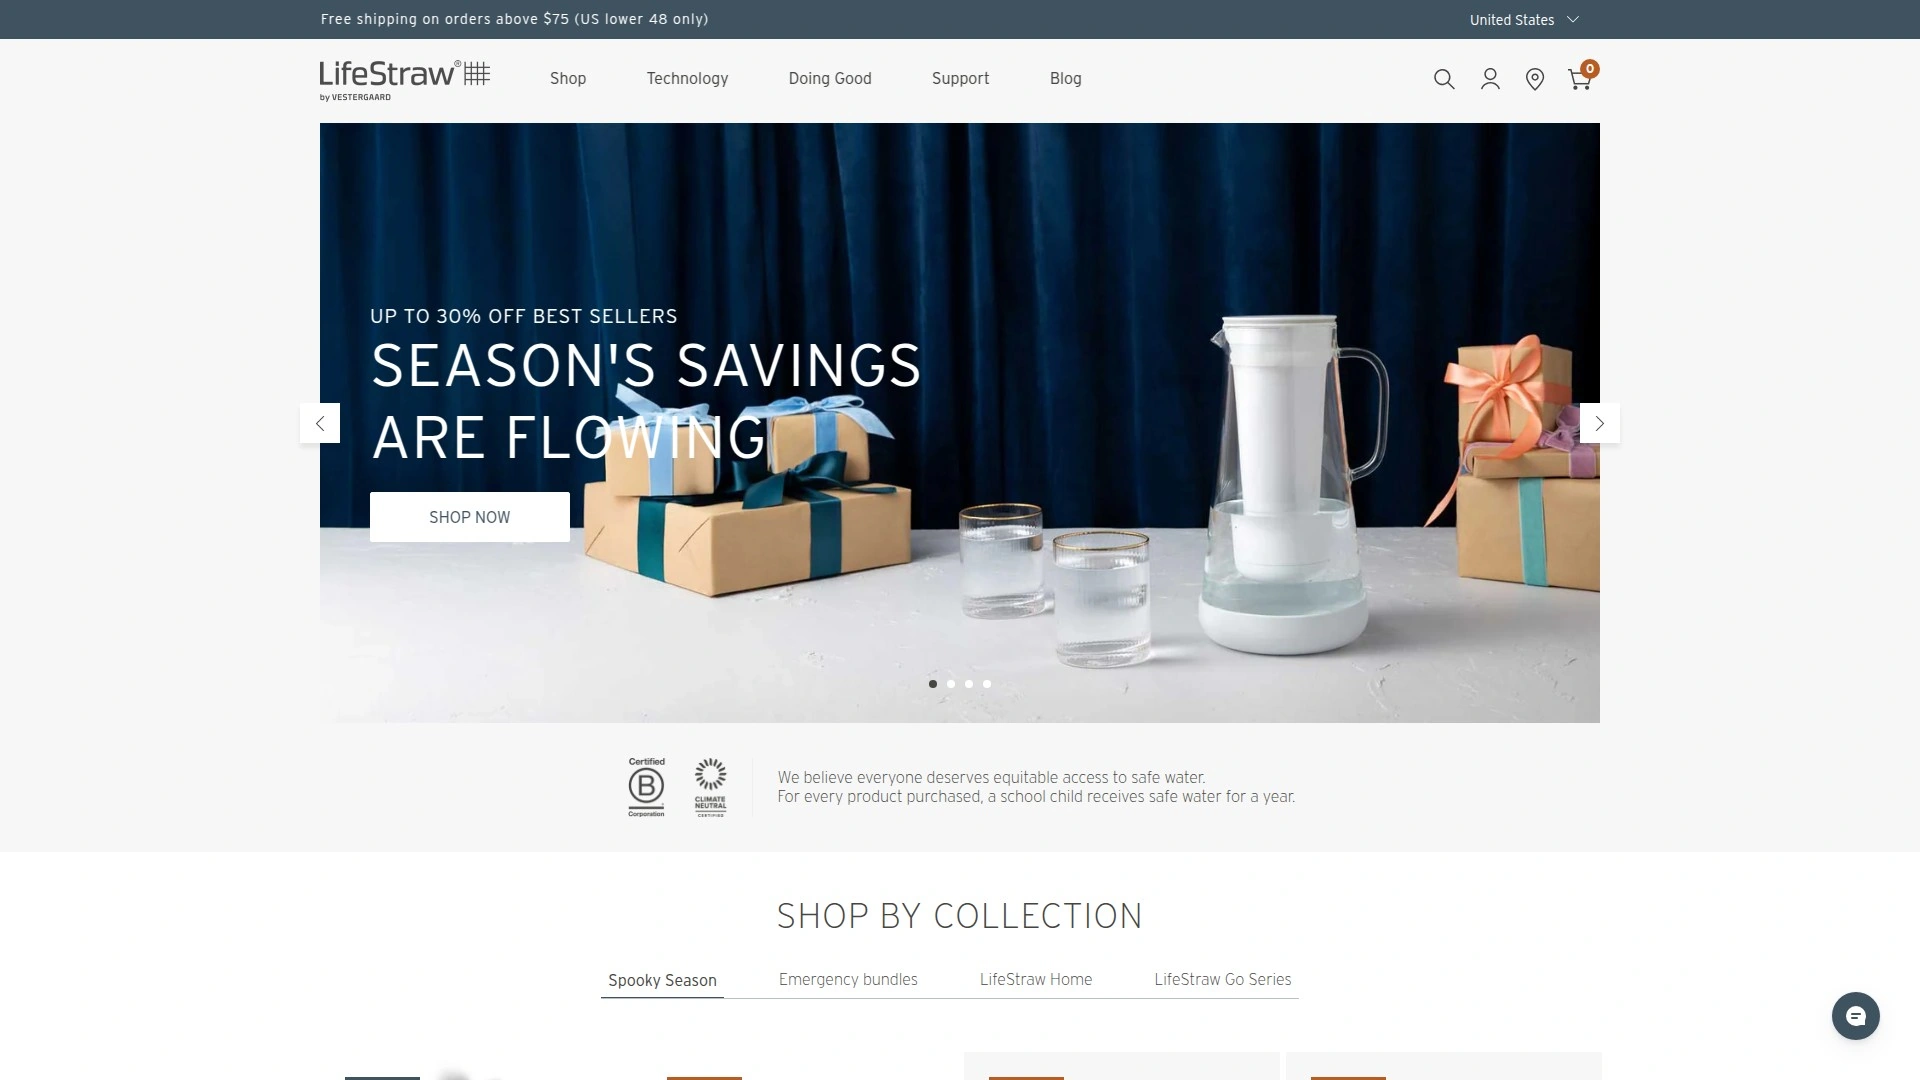 Free shipping on orders above $75 (US lower 48 only)
United States
LifeStraw®
by VESTERGAARD
Shop
Technology
Doing Good
Support
Blog
0
UP TO 30% OFF BEST SELLERS
SEASON'S SAVINGS
ARE FLOWING
SHOP NOW
Certified
B
Corporation
CLIMATE
NEUTRAL
CERTIFIED
We believe everyone deserves equitable access to safe water.
For every product purchased, a school child receives safe water for a year.
SHOP BY COLLECTION
Spooky Season
Emergency bundles
LifeStraw Home
LifeStraw Go Series